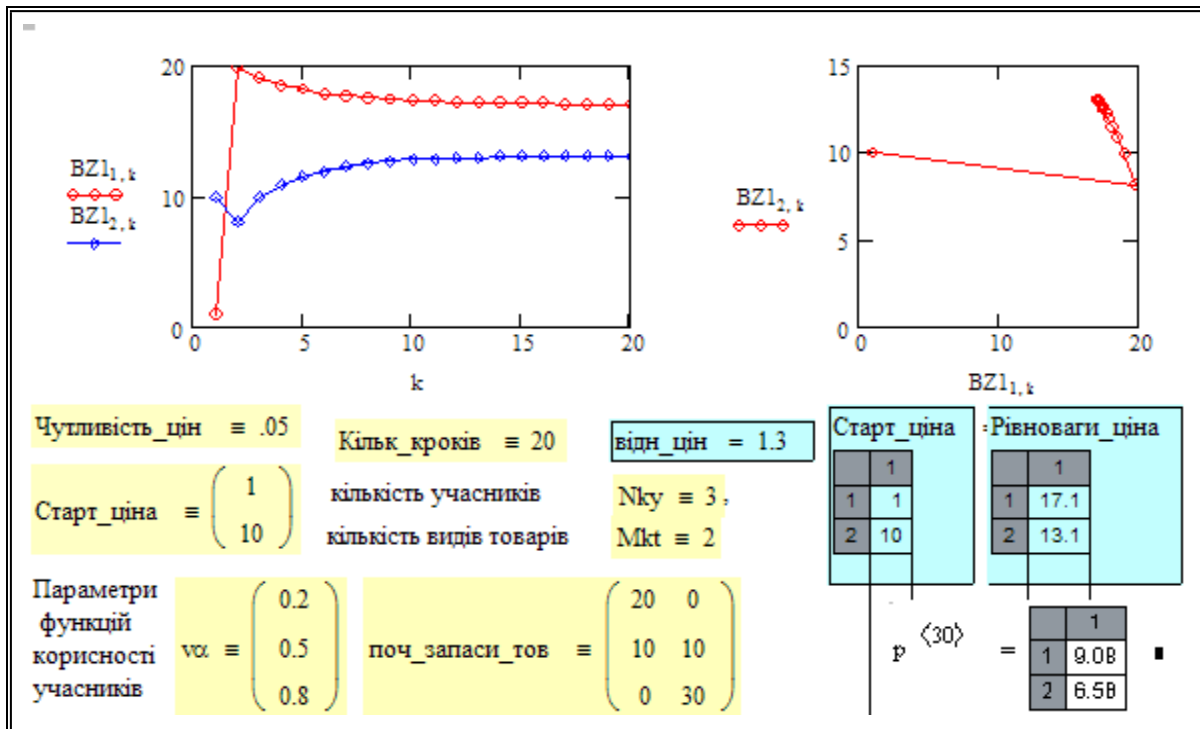 20
10
0
0
5
10
15
20
k
BZ1₁,ₖ
BZ1₂,ₖ
15
10
5
0
0
10
20
BZ1₁,ₖ
BZ1₂,ₖ
Чутливість_цін ≡ .05
Кільк_кроків ≡ 20
відн_цін = 1.3
Старт_ціна =
1
1 1
2 10
Рівноваги_ціна
1
1 17.1
2 13.1
Старт_ціна ≡ ( 1
10 )
кількість учасників
Nky ≡ 3 ,
кількість видів товарів
Mkt ≡ 2
Параметри
функцій
корисності
учасників
vα ≡
0.2
0.5
0.8
поч_запаси_тов ≡
20 0
10 10
0 30
p ⟨30⟩ =
1
1 9.08
2 6.58